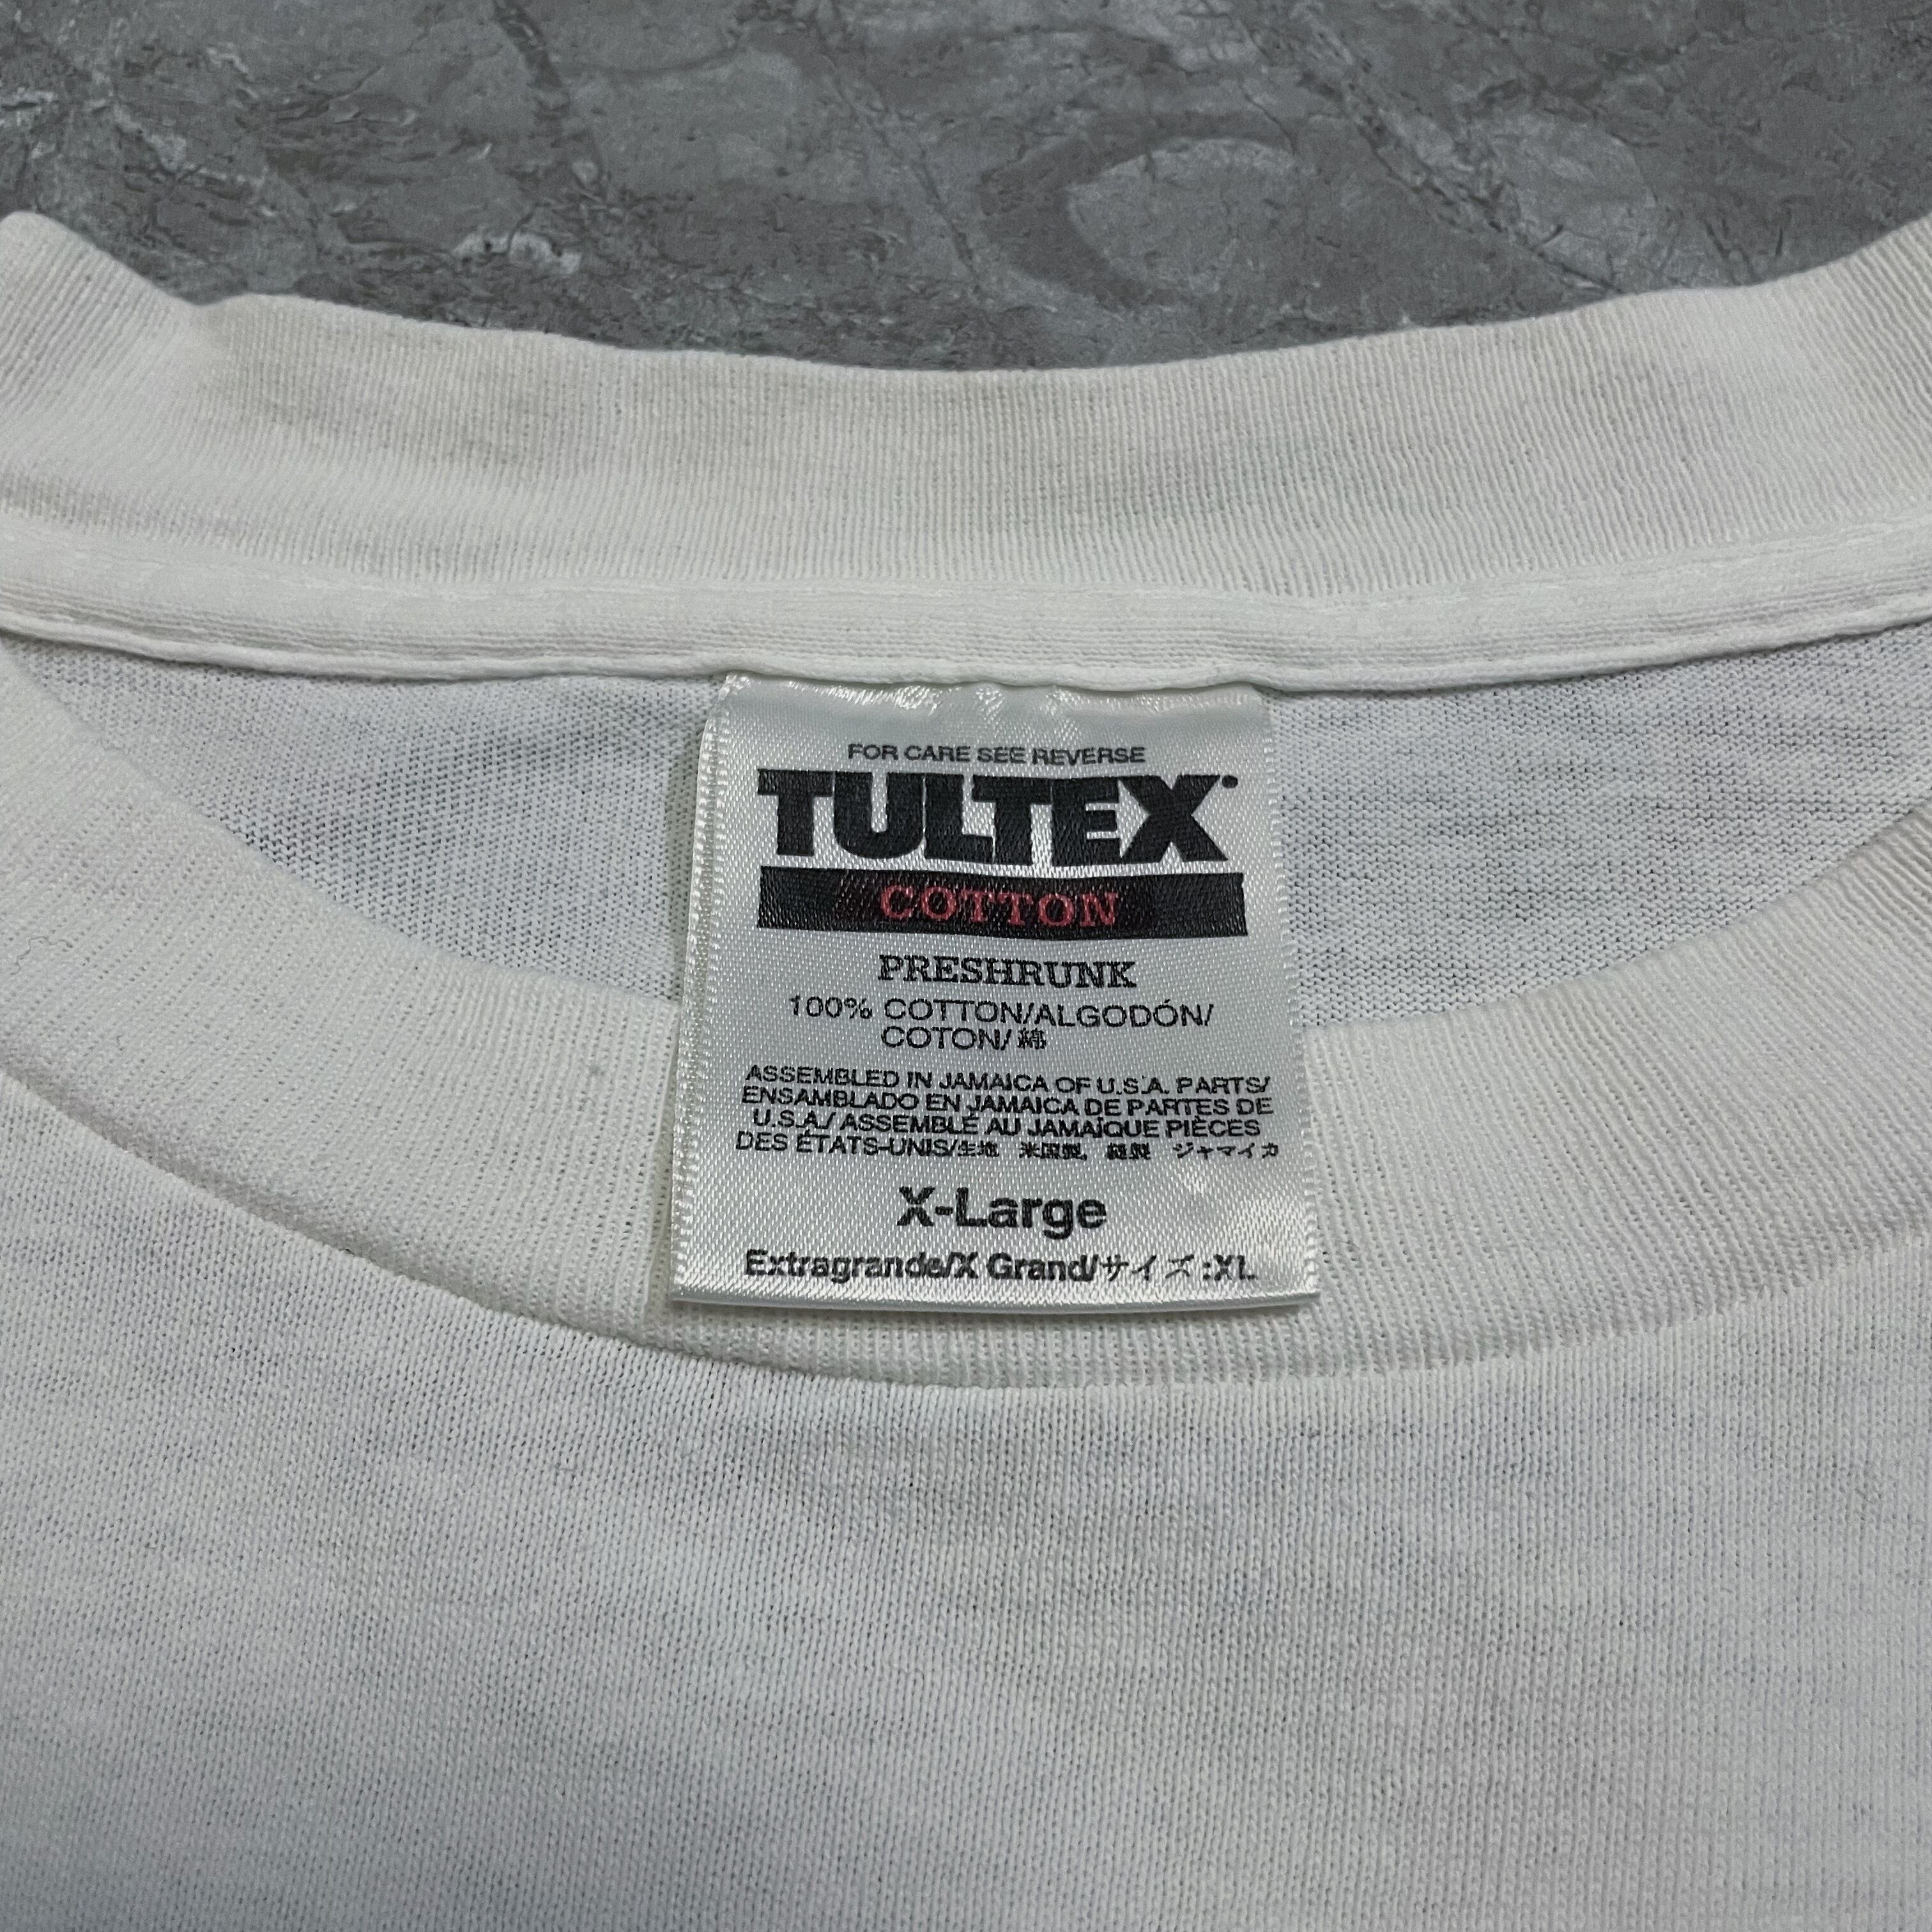 FOR CARE SEE REVERSE
TULTEX
COTTON
PRESHRUNK
100% COTTON/ALGODÓN/
COTON/綿
ASSEMBLED IN JAMAICA OF U.S.A. PARTS/
ENSAMBLADO EN JAMAICA DE PARTES DE
U.S.A./ ASSEMBLÉ AU JAMAÏQUE PIÈCES
DES ÉTATS-UNIS/生地 米国製, 縫製 ジャマイカ
X-Large
Extragrande/X Grand/サイズ:XL